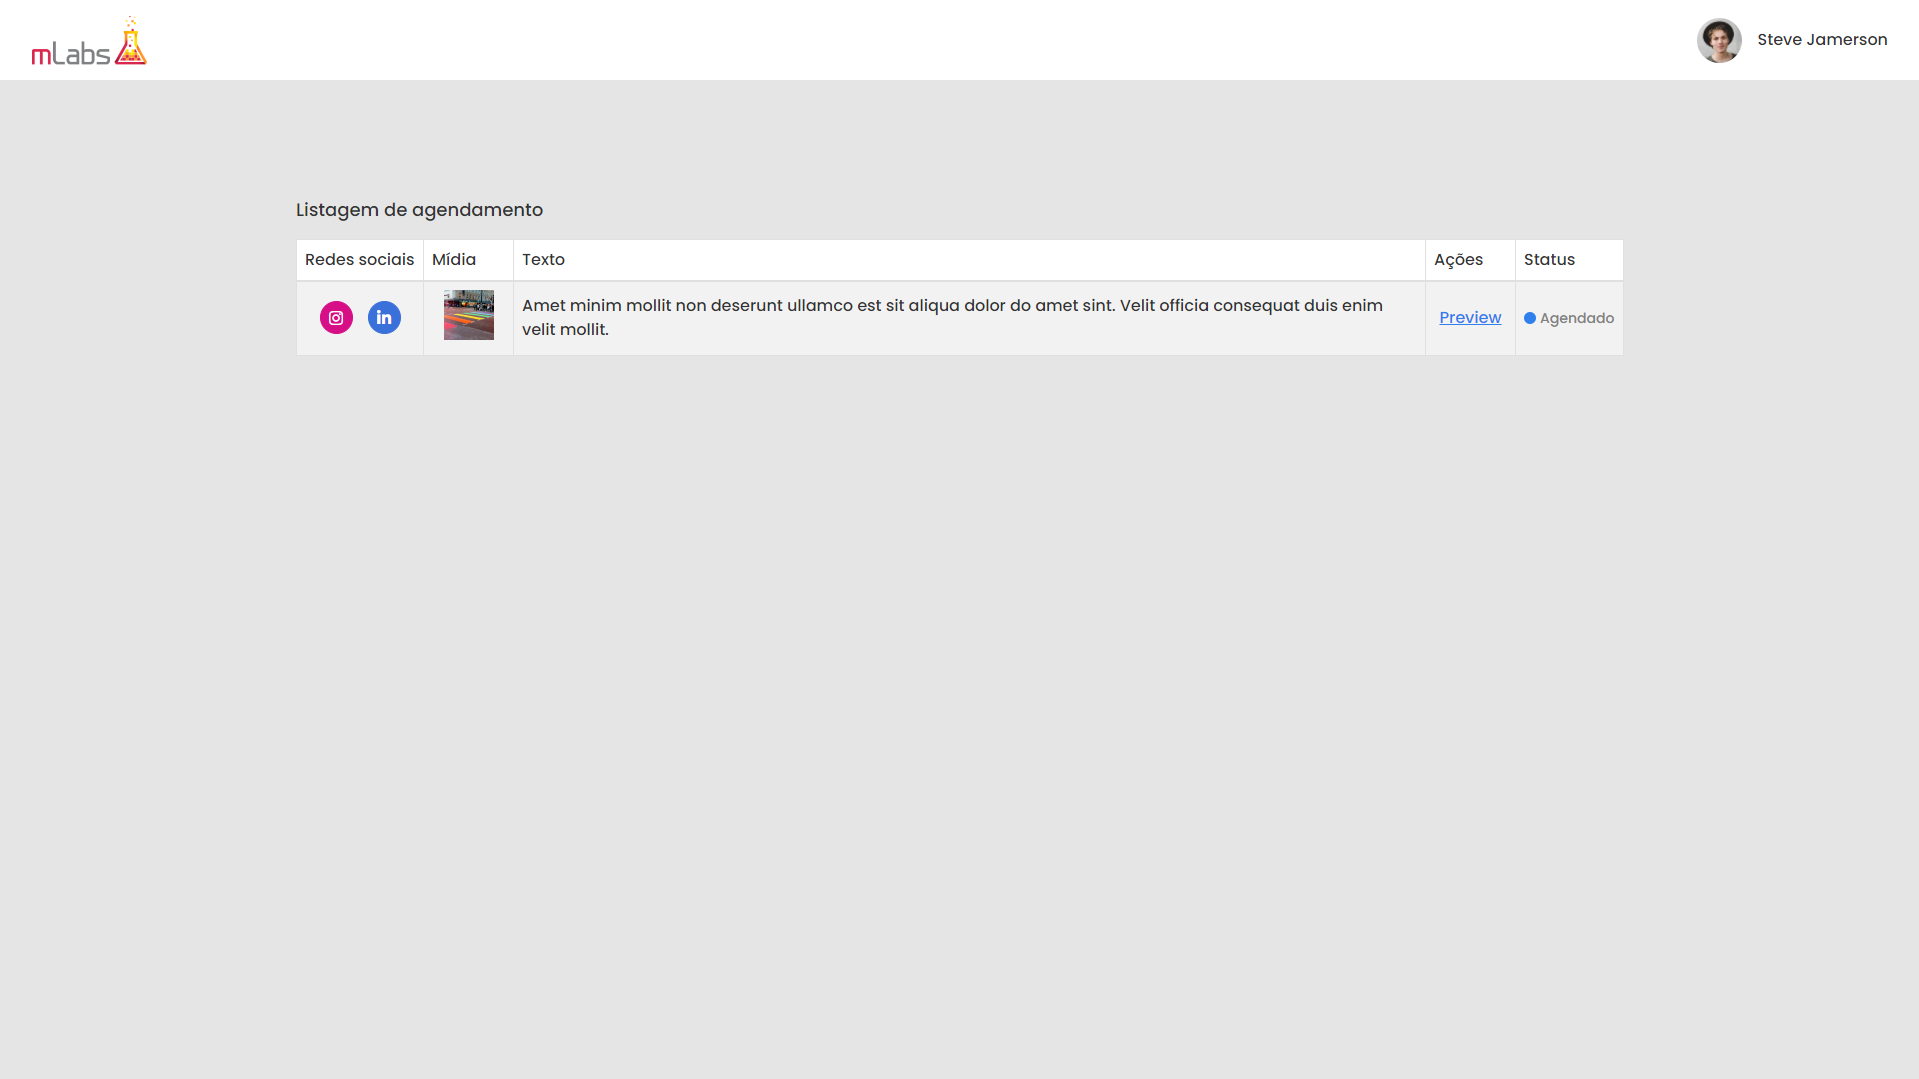 mLabs
Steve Jamerson
Listagem de agendamento
Redes sociais
Mídia
Texto
Ações
Status
in
Amet minim mollit non deserunt ullamco est sit aliqua dolor do amet sint. Velit officia consequat duis enim
velit mollit.
Preview
Agendado